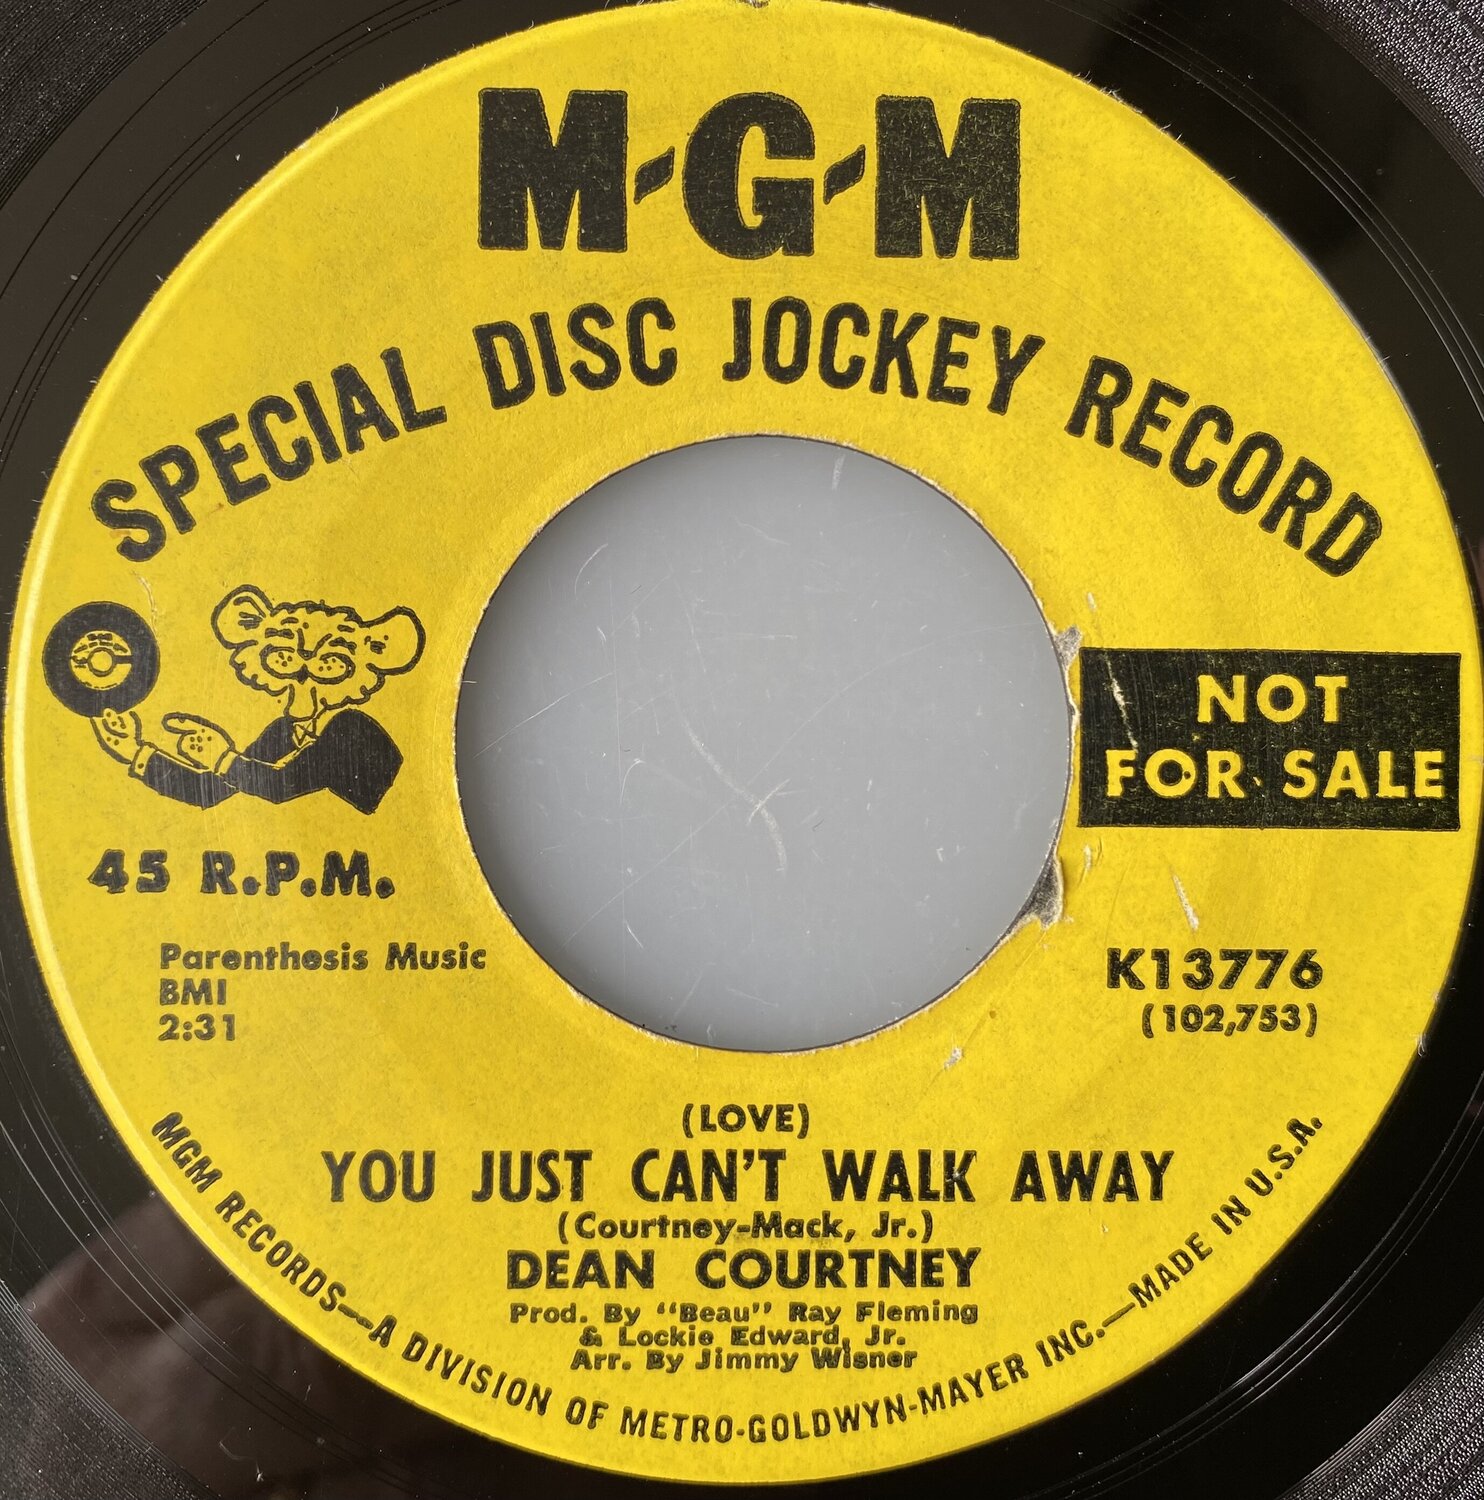 M-G-M
SPECIAL DISC JOCKEY RECORD
NOT
FOR SALE
45 R.P.M.
Parenthesis Music
BMI
2:31
K13776
(102,753)
(LOVE)
YOU JUST CAN'T WALK AWAY
(Courtney-Mack, Jr.)
DEAN COURTNEY
Prod. By "Beau" Ray Fleming
& Lockie Edward, Jr.
Arr. By Jimmy Wisner
MGM RECORDS—A DIVISION OF METRO-GOLDWYN-MAYER INC.—MADE IN U.S.A.